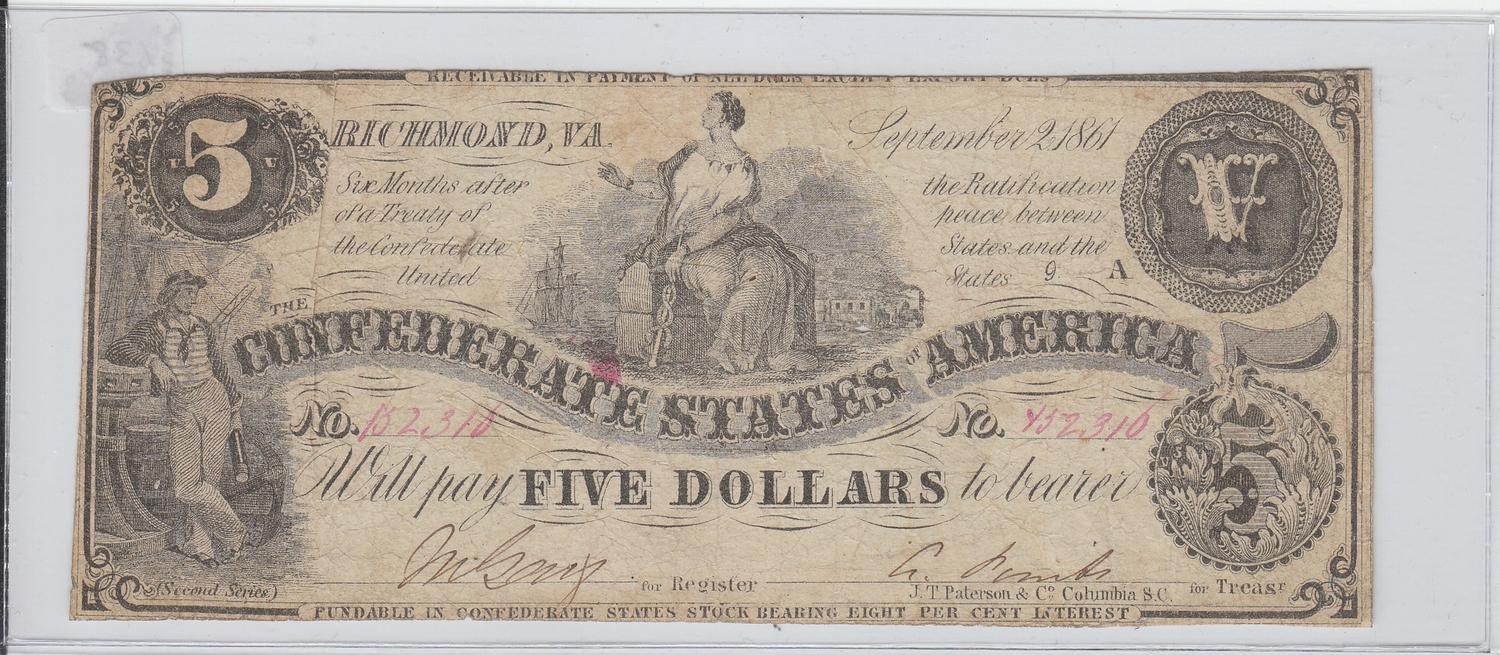 RECEIVABLE IN PAYMENT OF ALL DUES EXCEPT EXPORT DUES
5
RICHMOND, VA.
September 2, 1861
V
Six Months after the Ratification
of a Treaty of peace between
the Confederate States and the
United States 9 A
THE CONFEDERATE STATES OF AMERICA
5
No. 152316 No. 152316
Will pay FIVE DOLLARS to bearer
5
for Register
for Treasr
(Second Series.)
J. T. Paterson & Co. Columbia S.C.
FUNDABLE IN CONFEDERATE STATES STOCK BEARING EIGHT PER CENT INTEREST